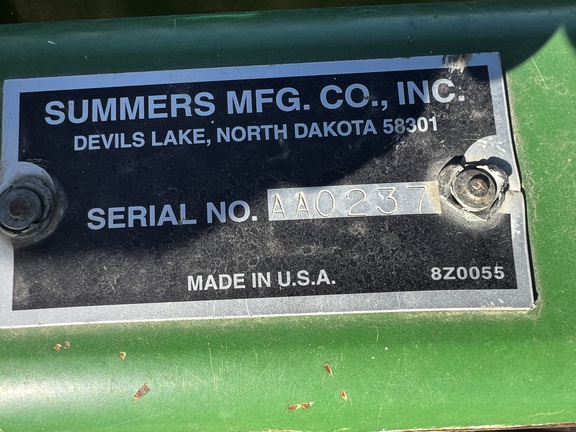 SUMMERS MFG. CO., INC.
DEVILS LAKE, NORTH DAKOTA 58301
SERIAL NO. AA0237
MADE IN U.S.A. 8Z0055